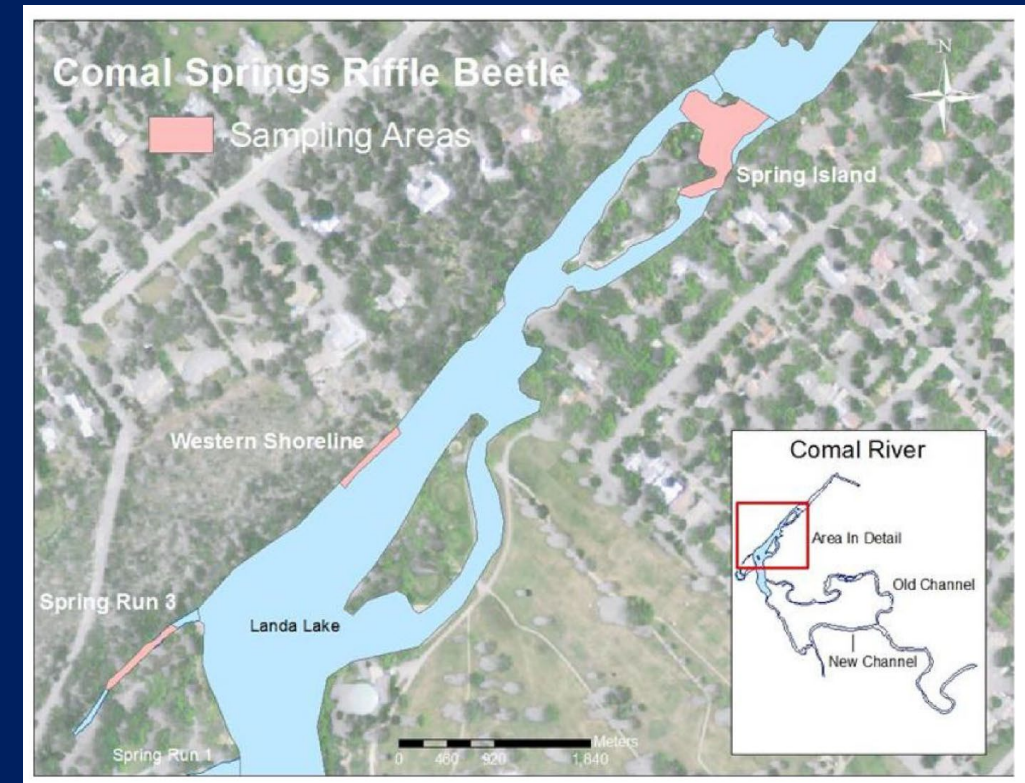 Comal Springs Riffle Beetle
N
Sampling Areas
Spring Island
Western Shoreline
Comal River
Area In Detail
Old Channel
New Channel
Spring Run 3
Landa Lake
Spring Run 1
Meters
0 460 920 1,840